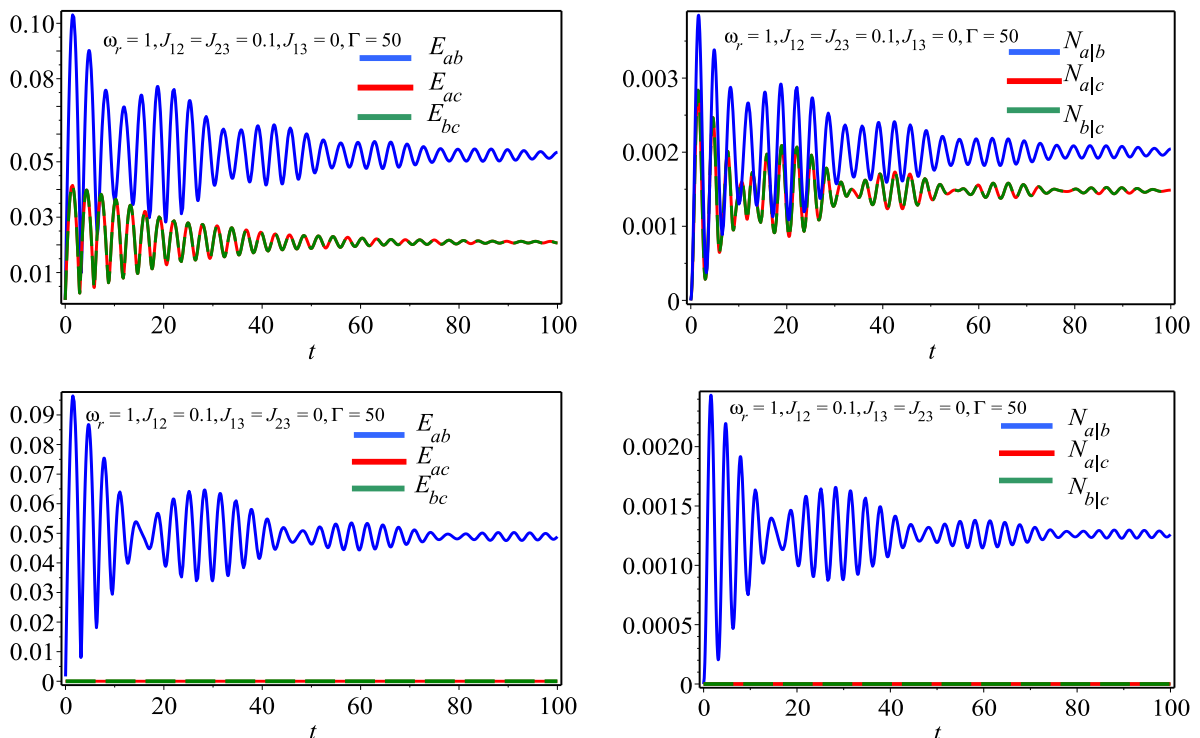 ω_r = 1, J_12 = J_23 = 0.1, J_13 = 0, Γ = 50
E_ab
E_ac
E_bc
0.10
0.08
0.05
0.03
0.01
0 20 40 60 80 100
t
ω_r = 1, J_12 = J_23 = 0.1, J_13 = 0, Γ = 50
N_a|b
N_a|c
N_b|c
0.003
0.002
0.001
0
0 20 40 60 80 100
t
ω_r = 1, J_12 = 0.1, J_13 = J_23 = 0, Γ = 50
E_ab
E_ac
E_bc
0.09
0.08
0.07
0.06
0.05
0.04
0.03
0.02
0.01
0
0 20 40 60 80 100
t
ω_r = 1, J_12 = 0.1, J_13 = J_23 = 0, Γ = 50
N_a|b
N_a|c
N_b|c
0.0020
0.0015
0.0010
0.0005
0
0 20 40 60 80 100
t